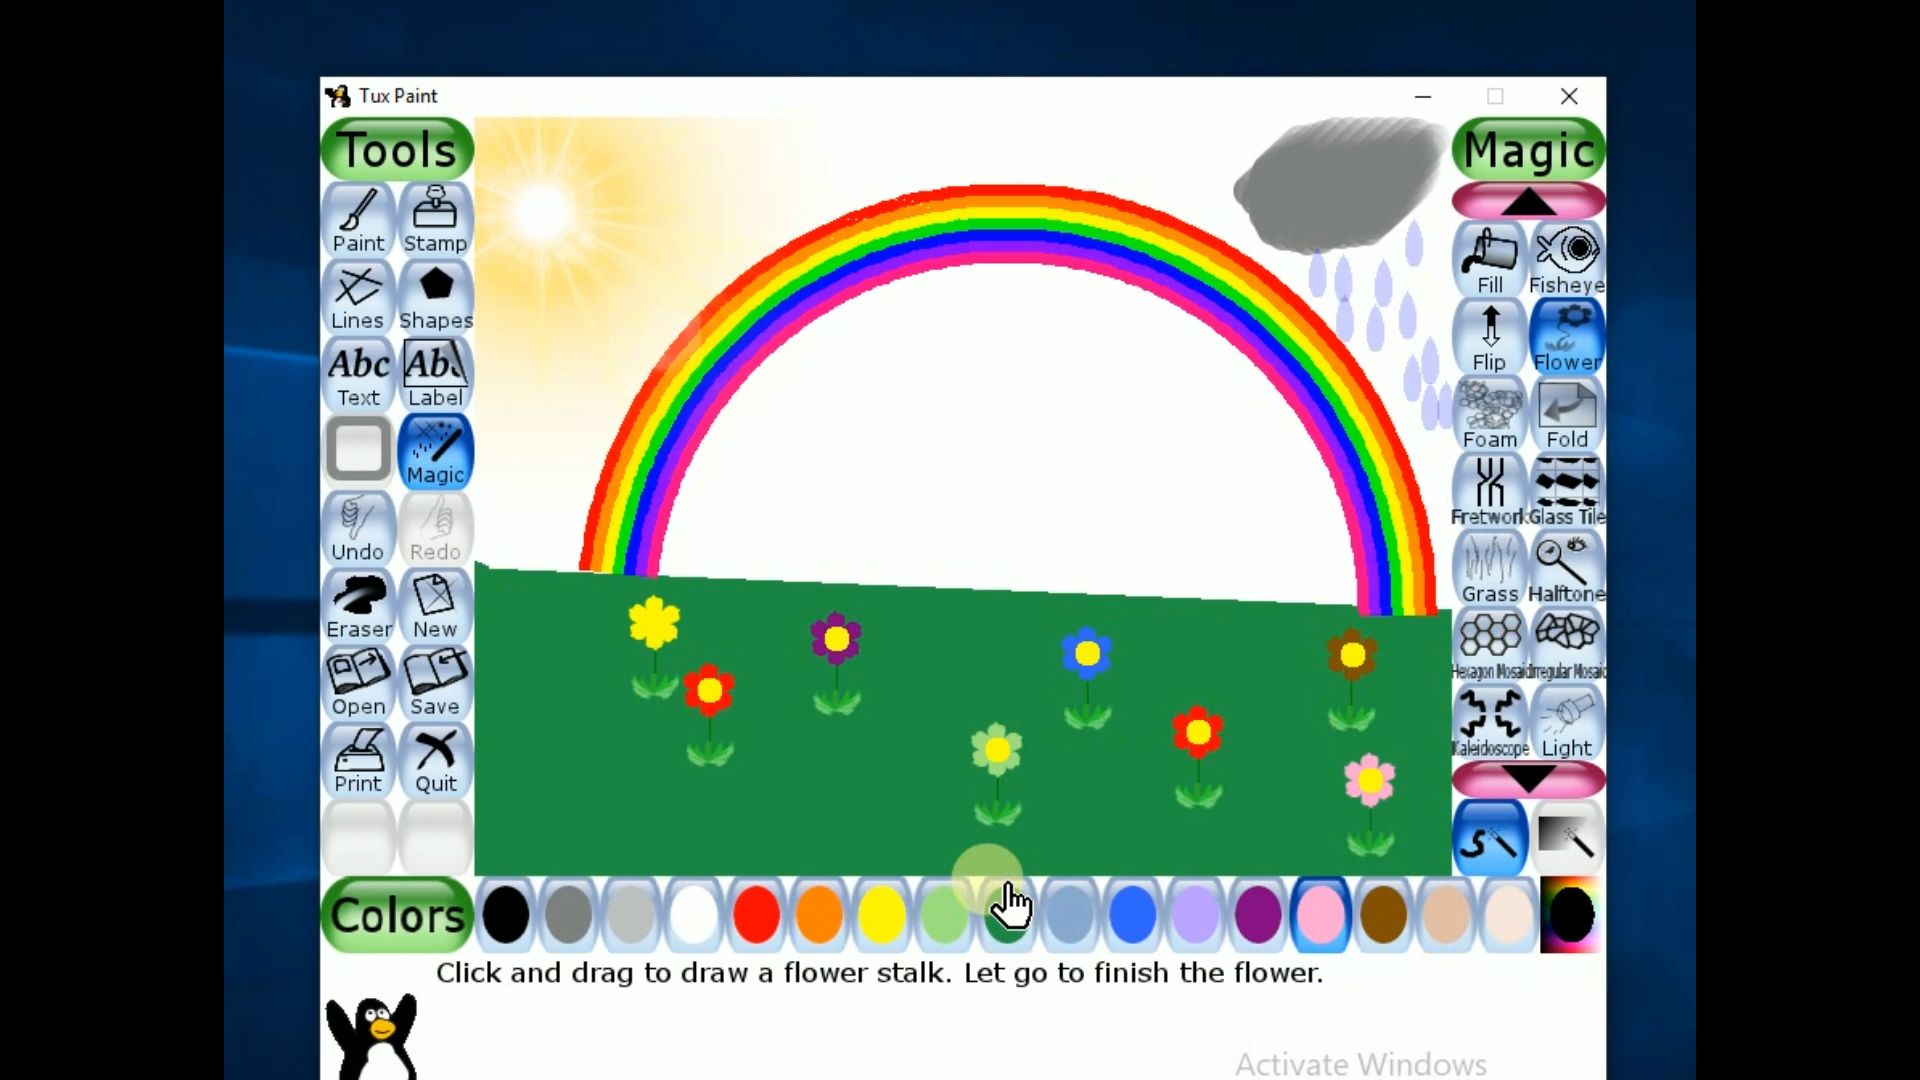 Tux Paint
Tools
Magic
Paint Stamp
Lines Shapes
Abc Abc
Text Label
Magic
Undo Redo
Eraser New
Open Save
Print Quit
Fill Fisheye
Flip Flower
Foam Fold
Fretwork Glass Tile
Grass Halftone
Hexagon Mosaic Irregular Mosaic
Kaleidoscope Light
Colors
Click and drag to draw a flower stalk. Let go to finish the flower.
Activate Windows